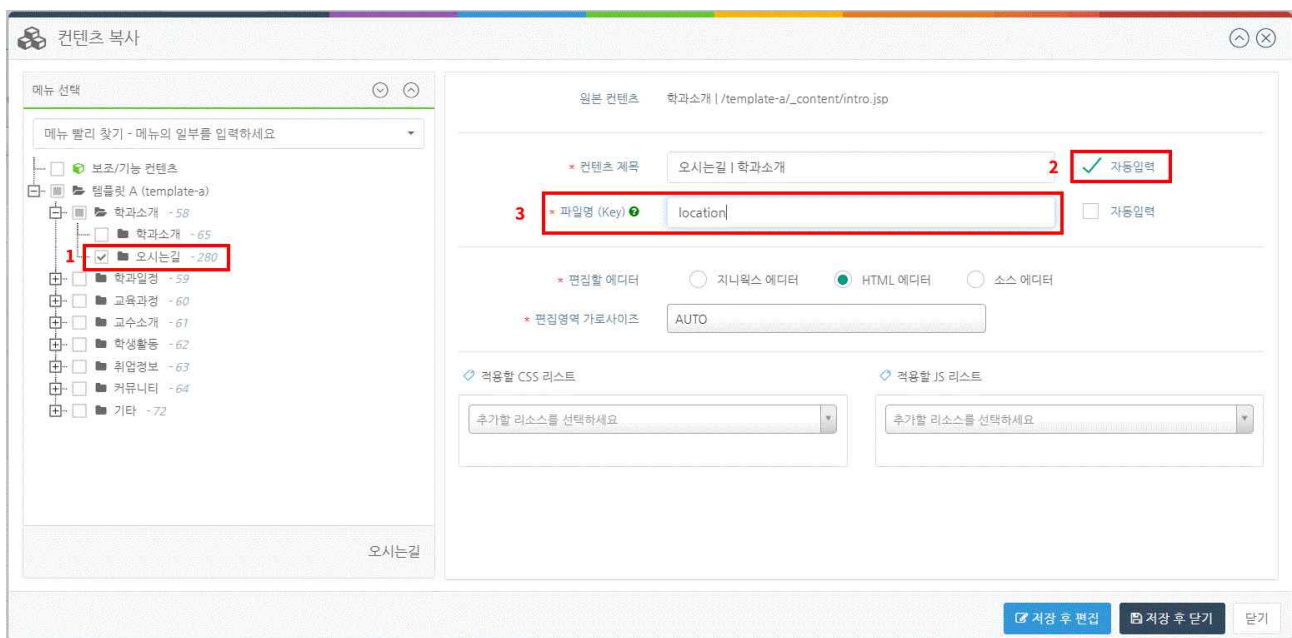 컨텐츠 복사
메뉴 선택
메뉴 빨리 찾기 - 메뉴의 일부를 입력하세요
보조/기능 컨텐츠
템플릿 A (template-a)
학과소개 - 58
학과소개 - 65
1 오시는길 - 280
학과일정 - 59
교육과정 - 60
교수소개 - 61
학생활동 - 62
취업정보 - 63
커뮤니티 - 64
기타 - 72
오시는길
원본 컨텐츠 학과소개 | /template-a/_content/intro.jsp
* 컨텐츠 제목 오시는길 | 학과소개 2 자동입력
3 * 파일명 (Key) location 자동입력
* 편집할 에디터 지니웍스 에디터 HTML 에디터 소스 에디터
* 편집영역 가로사이즈 AUTO
적용할 CSS 리스트
추가할 리소스를 선택하세요
적용할 JS 리스트
추가할 리소스를 선택하세요
저장 후 편집 저장 후 닫기 닫기